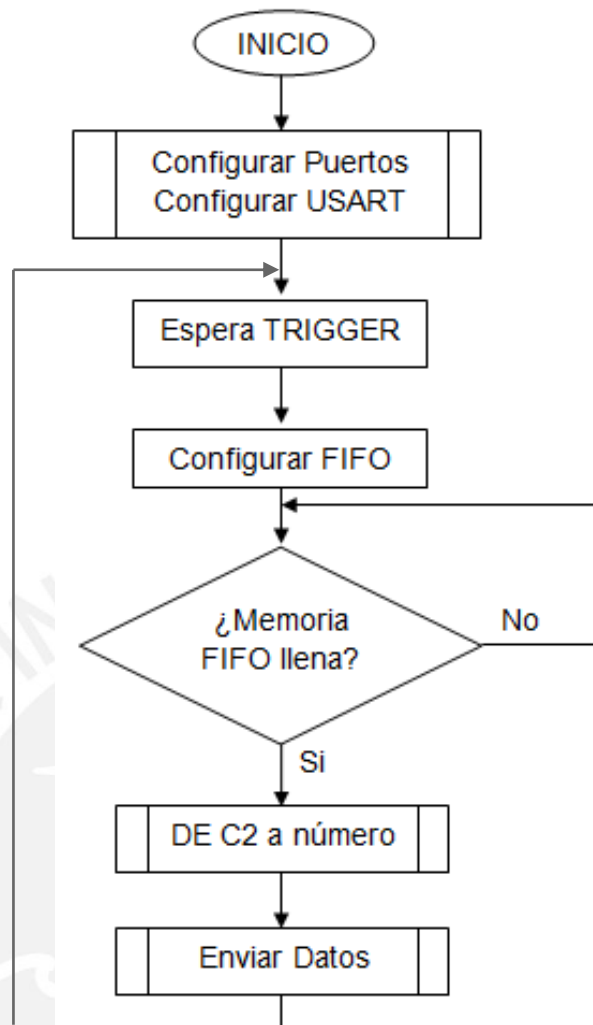 INICIO
Configurar Puertos
Configurar USART
Espera TRIGGER
Configurar FIFO
¿Memoria
FIFO llena?
No
Si
DE C2 a número
Enviar Datos